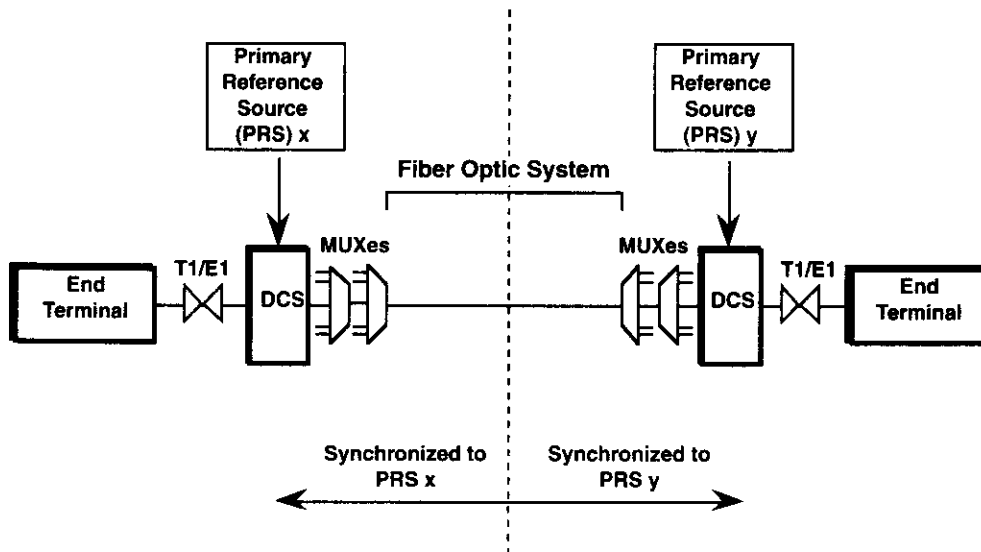 Primary
Reference
Source
(PRS) x
Primary
Reference
Source
(PRS) y
Fiber Optic System
MUXes
MUXes
T1/E1
T1/E1
End
Terminal
DCS
DCS
End
Terminal
Synchronized to
PRS x
Synchronized to
PRS y